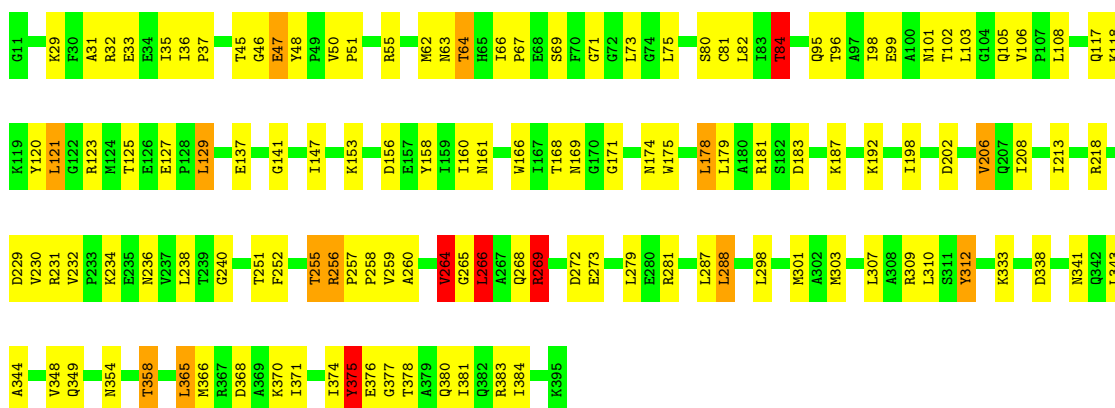 G11 K29 F30 A31 R32 E33 E34 I35 I36 P37 T45 G46 E47 Y48 P49 V50 P51 R55 M62 N63 T64 H65 I66 P67 E68 S69 F70 G71 G72 L73 G74 L75 S80 C81 L82 I83 T84 Q95 T96 A97 I98 E99 A100 N101 T102 L103 G104 Q105 V106 P107 L108 Q117 K118
K119 Y120 L121 G122 R123 M124 T125 E126 E127 P128 L129 E137 G141 I147 K153 D156 E157 Y158 I159 I160 N161 W166 I167 T168 N169 G170 G171 N174 W175 L178 L179 A180 R181 S182 D183 K187 K192 I198 D202 V206 Q207 I208 I213 R218
D229 V230 R231 V232 P233 K234 E235 N236 V237 L238 T239 G240 T251 F252 T255 R256 P257 P258 V259 A260 V264 G265 L266 A267 Q268 R269 D272 E273 L279 E280 R281 L287 L288 L298 M301 A302 M303 L307 A308 R309 L310 S311 Y312 K333 D338 N341 Q342 L343
A344 V348 Q349 N354 T358 L365 M366 R367 D368 A369 K370 I371 I374 Y375 E376 G377 T378 A379 Q380 I381 Q382 R383 I384 K395